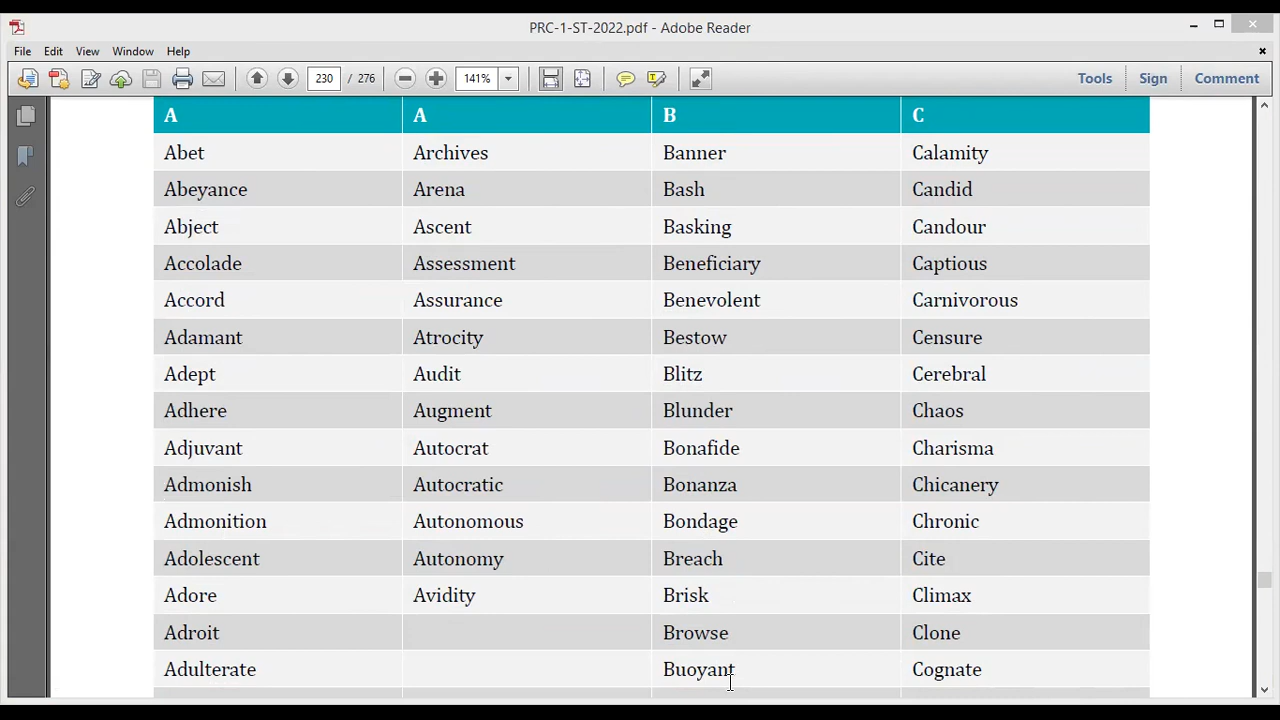 PRC-1-ST-2022.pdf - Adobe Reader
File Edit View Window Help
230 / 276 141% Tools Sign Comment
A A B C
Abet Archives Banner Calamity
Abeyance Arena Bash Candid
Abject Ascent Basking Candour
Accolade Assessment Beneficiary Captious
Accord Assurance Benevolent Carnivorous
Adamant Atrocity Bestow Censure
Adept Audit Blitz Cerebral
Adhere Augment Blunder Chaos
Adjuvant Autocrat Bonafide Charisma
Admonish Autocratic Bonanza Chicanery
Admonition Autonomous Bondage Chronic
Adolescent Autonomy Breach Cite
Adore Avidity Brisk Climax
Adroit Browse Clone
Adulterate Buoyant Cognate